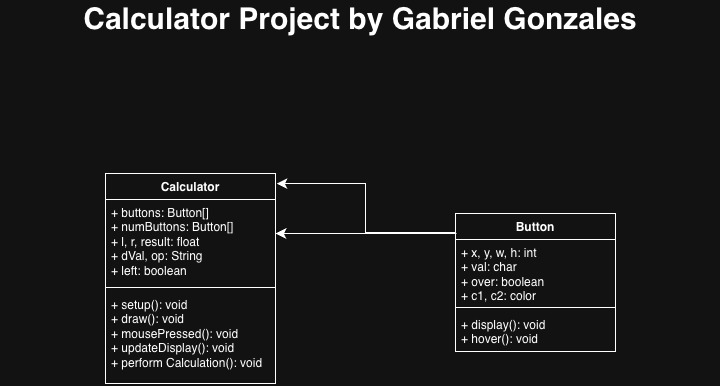 Calculator Project by Gabriel Gonzales
Calculator
+ buttons: Button[]
+ numButtons: Button[]
+ l, r, result: float
+ dVal, op: String
+ left: boolean
+ setup(): void
+ draw(): void
+ mousePressed(): void
+ updateDisplay(): void
+ perform Calculation(): void
Button
+ x, y, w, h: int
+ val: char
+ over: boolean
+ c1, c2: color
+ display(): void
+ hover(): void